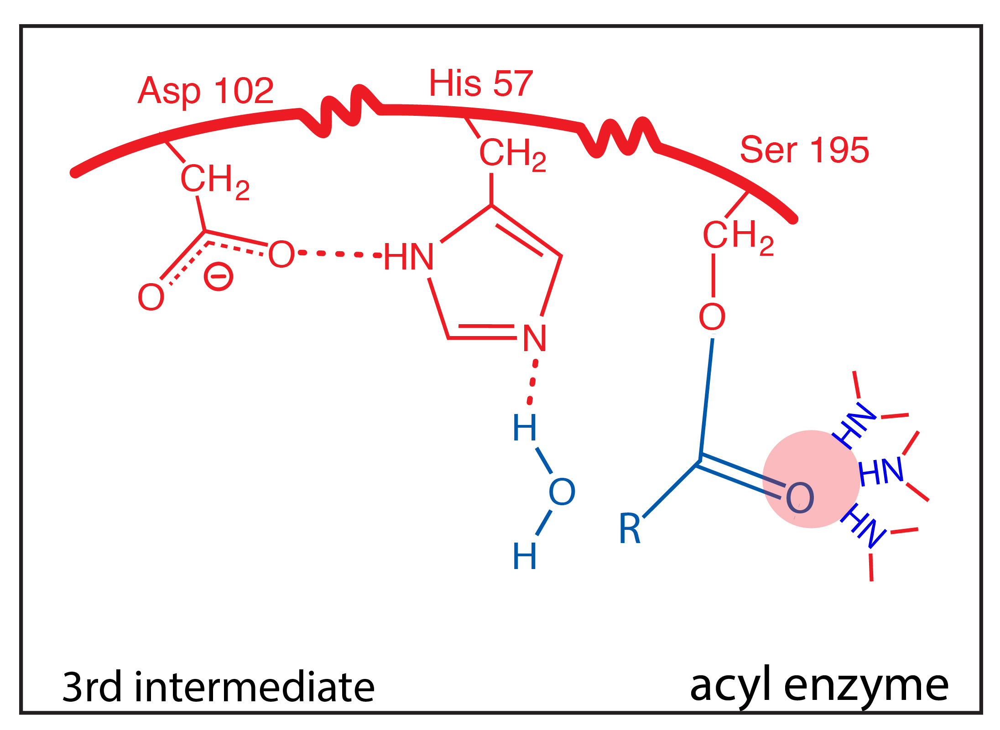 His 57
Asp 102
Ser 195
CH2
CH2
CH2
O
HN
O
O
N
H
HN
HN
O
O
R
HN
H
3rd intermediate
acyl enzyme